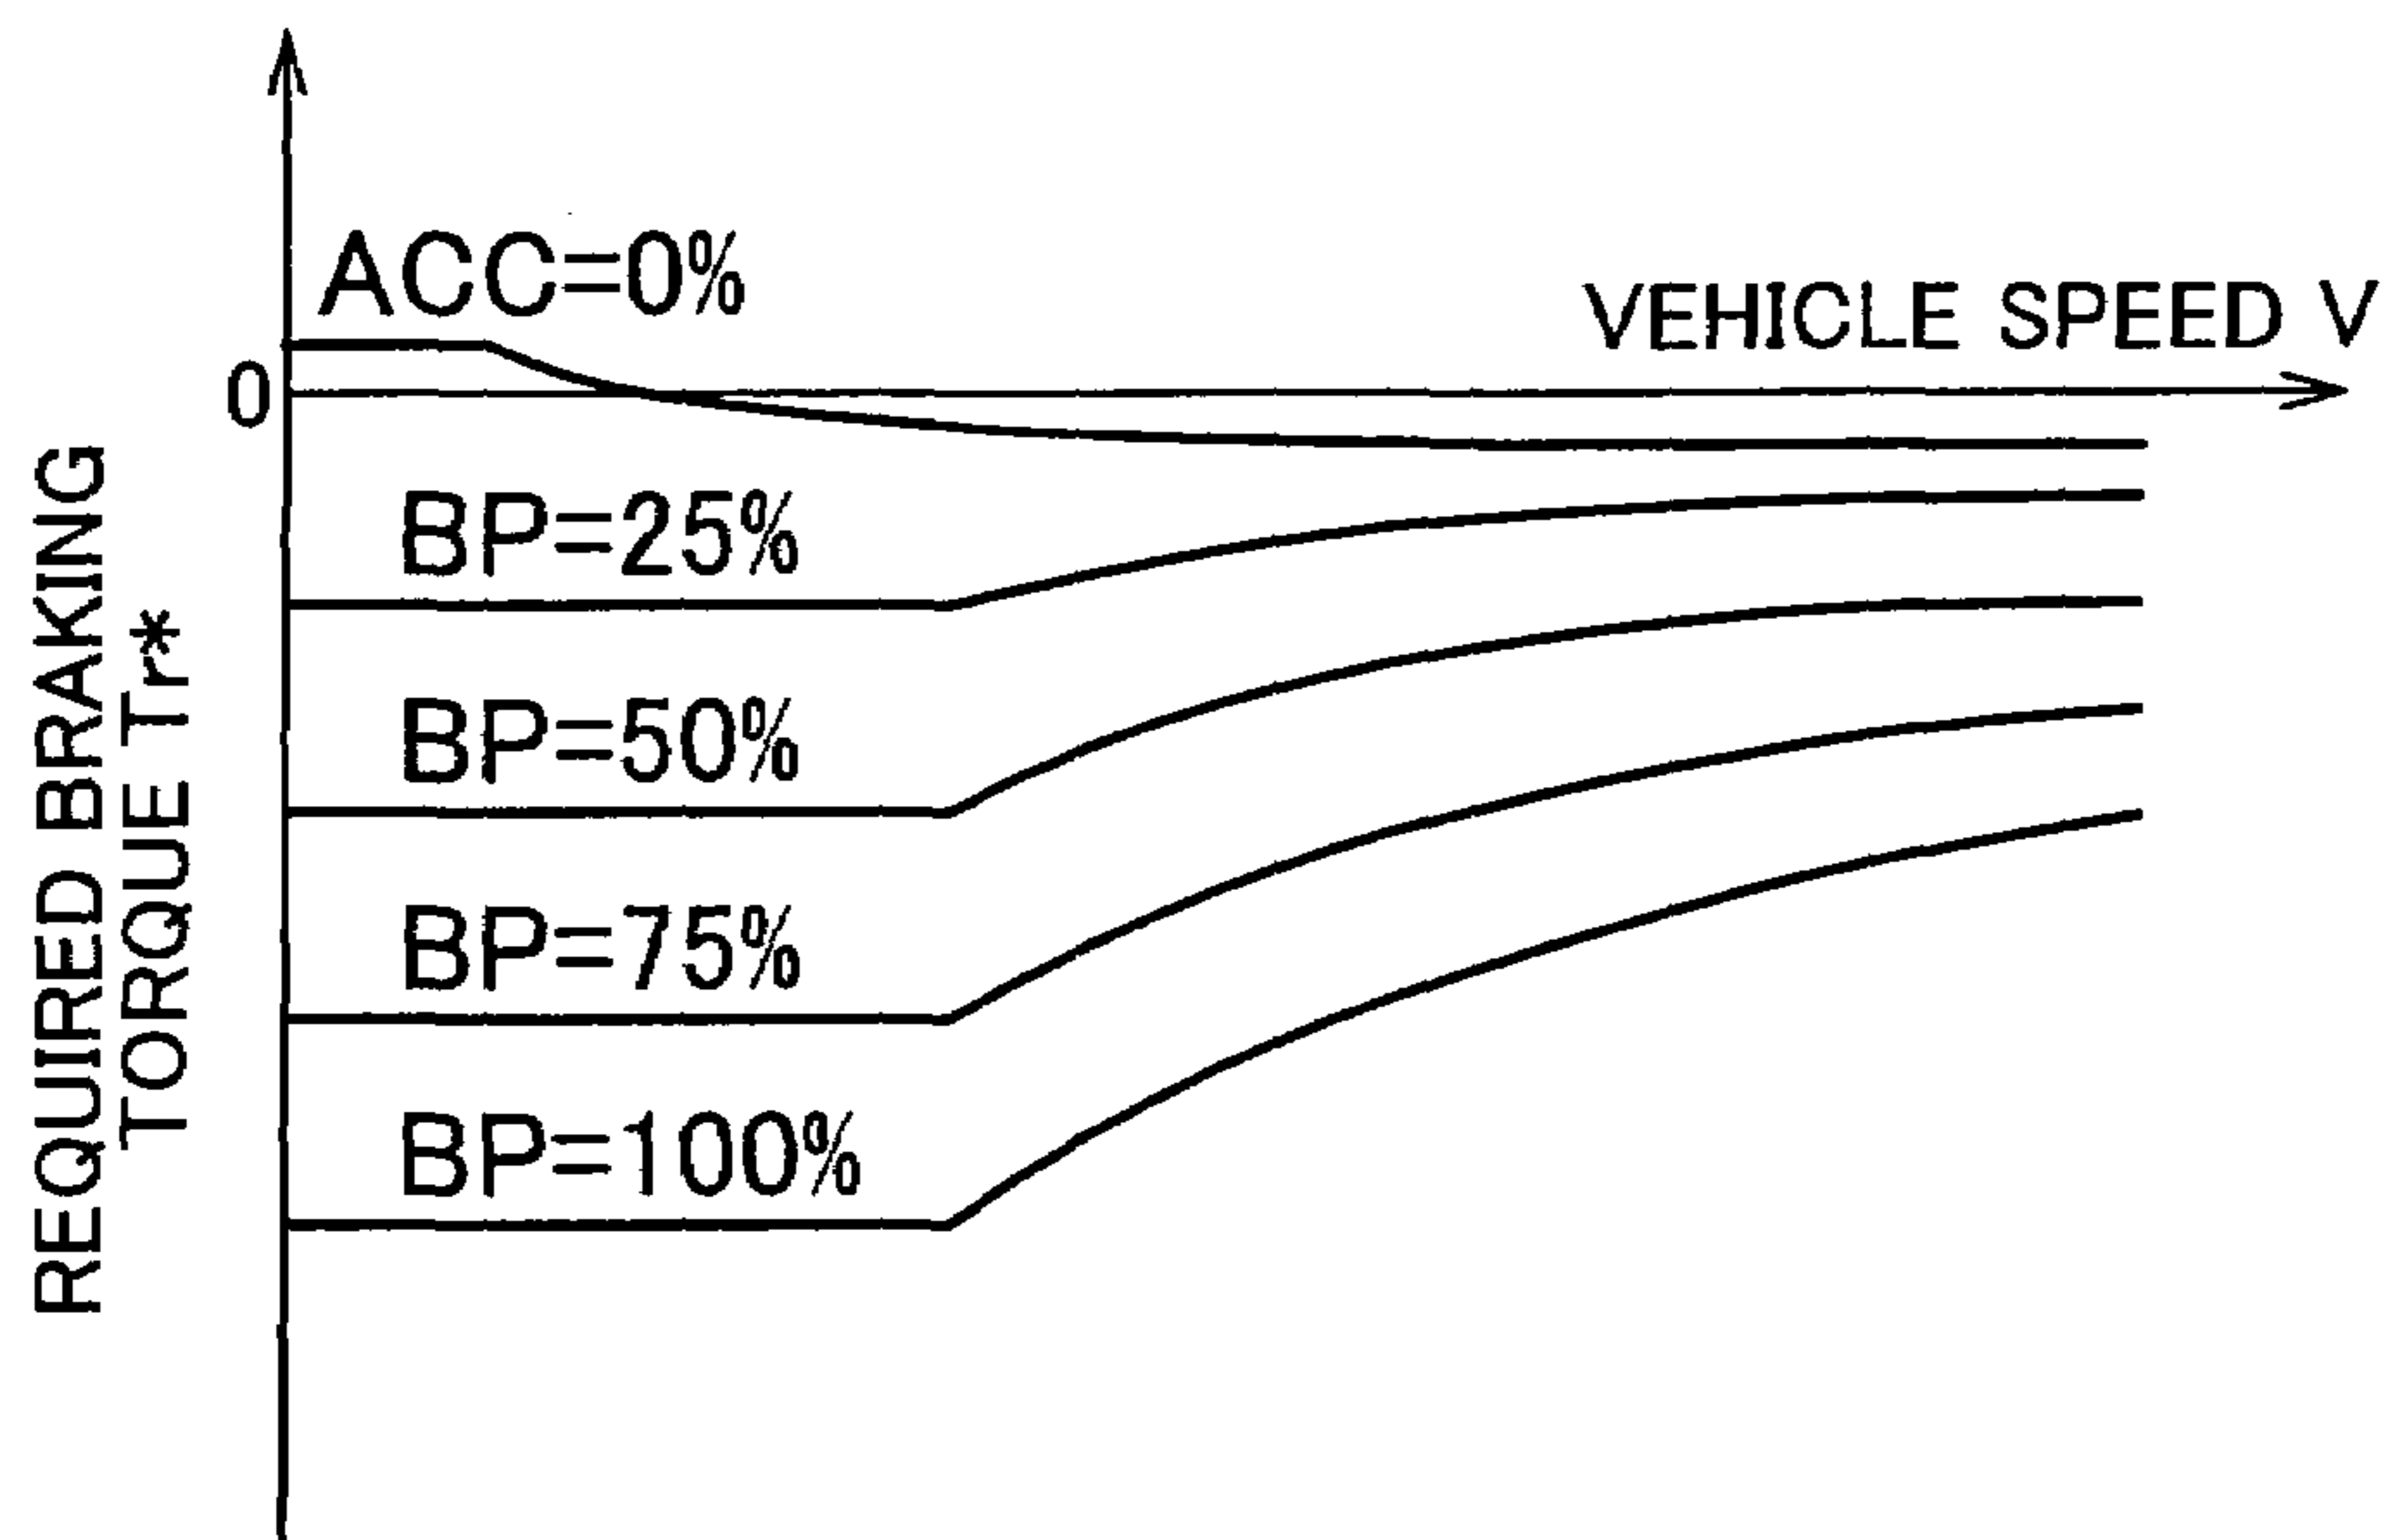 ACC=0%
VEHICLE SPEED V
0
REQUIRED BRAKING
TORQUE Tr*
BP=25%
BP=50%
BP=75%
BP=100%